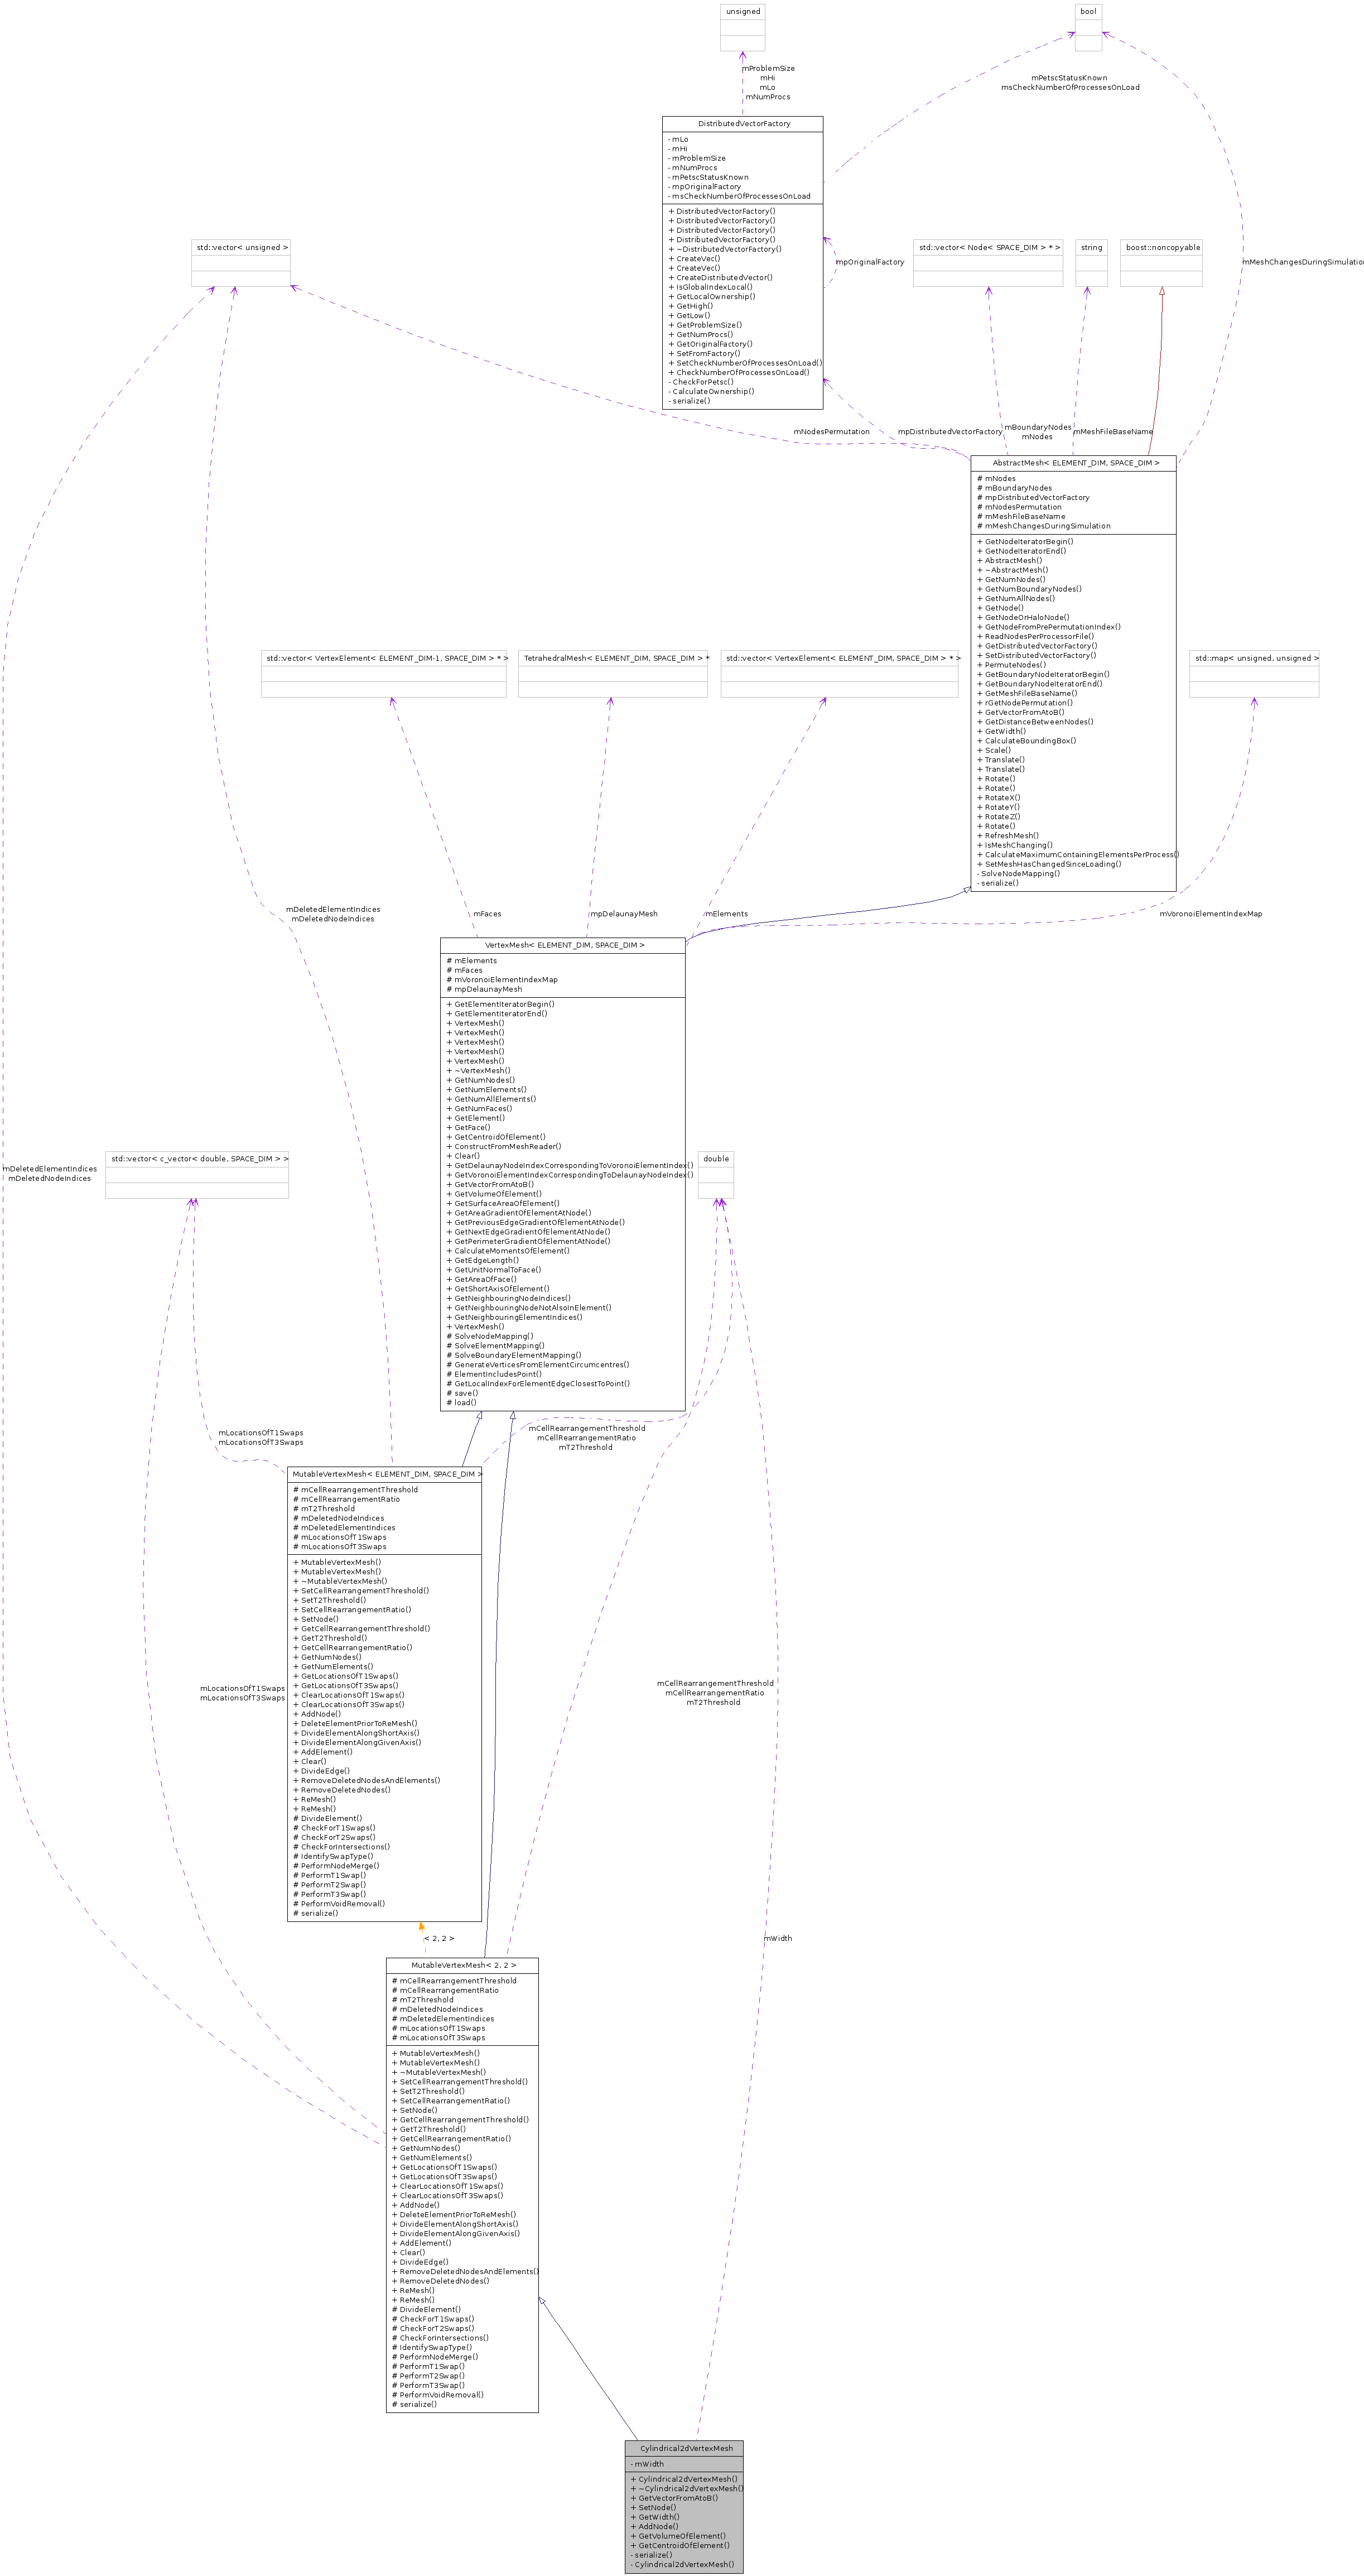 unsigned
bool
mProblemSize
mHi
mLo
mNumProcs
mPetscStatusKnown
msCheckNumberOfProcessesOnLoad
DistributedVectorFactory
- mLo
- mHi
- mProblemSize
- mNumProcs
- mPetscStatusKnown
- mpOriginalFactory
- msCheckNumberOfProcessesOnLoad
+ DistributedVectorFactory()
+ DistributedVectorFactory()
+ DistributedVectorFactory()
+ DistributedVectorFactory()
+ ~DistributedVectorFactory()
+ CreateVec()
+ CreateVec()
+ CreateDistributedVector()
+ IsGlobalIndexLocal()
+ GetLocalOwnership()
+ GetHigh()
+ GetLow()
+ GetProblemSize()
+ GetNumProcs()
+ GetOriginalFactory()
+ SetFromFactory()
+ SetCheckNumberOfProcessesOnLoad()
+ CheckNumberOfProcessesOnLoad()
- CheckForPetsc()
- CalculateOwnership()
- serialize()
std::vector< unsigned >
mpOriginalFactory
std::vector< Node< SPACE_DIM > * >
string
boost::noncopyable
mMeshChangesDuringSimulation
mNodesPermutation
mpDistributedVectorFactory
mBoundaryNodes
mNodes
mMeshFileBaseName
AbstractMesh< ELEMENT_DIM, SPACE_DIM >
# mNodes
# mBoundaryNodes
# mpDistributedVectorFactory
# mNodesPermutation
# mMeshFileBaseName
# mMeshChangesDuringSimulation
+ GetNodeIteratorBegin()
+ GetNodeIteratorEnd()
+ AbstractMesh()
+ ~AbstractMesh()
+ GetNumNodes()
+ GetNumBoundaryNodes()
+ GetNumAllNodes()
+ GetNode()
+ GetNodeOrHaloNode()
+ GetNodeFromPrePermutationIndex()
+ ReadNodesPerProcessorFile()
+ GetDistributedVectorFactory()
+ SetDistributedVectorFactory()
+ PermuteNodes()
+ GetBoundaryNodeIteratorBegin()
+ GetBoundaryNodeIteratorEnd()
+ GetMeshFileBaseName()
+ rGetNodePermutation()
+ GetVectorFromAtoB()
+ GetDistanceBetweenNodes()
+ GetWidth()
+ CalculateBoundingBox()
+ Scale()
+ Translate()
+ Translate()
+ Rotate()
+ Rotate()
+ RotateX()
+ RotateY()
+ RotateZ()
+ Rotate()
+ RefreshMesh()
+ IsMeshChanging()
+ CalculateMaximumContainingElementsPerProcess()
+ SetMeshHasChangedSinceLoading()
- SolveNodeMapping()
- serialize()
std::vector< VertexElement< ELEMENT_DIM-1, SPACE_DIM > * >
TetrahedralMesh< ELEMENT_DIM, SPACE_DIM > *
std::vector< VertexElement< ELEMENT_DIM, SPACE_DIM > * >
std::map< unsigned, unsigned >
mDeletedElementIndices
mDeletedNodeIndices
mFaces
mpDelaunayMesh
mElements
mVoronoiElementIndexMap
VertexMesh< ELEMENT_DIM, SPACE_DIM >
# mElements
# mFaces
# mVoronoiElementIndexMap
# mpDelaunayMesh
+ GetElementIteratorBegin()
+ GetElementIteratorEnd()
+ VertexMesh()
+ VertexMesh()
+ VertexMesh()
+ VertexMesh()
+ VertexMesh()
+ ~VertexMesh()
+ GetNumNodes()
+ GetNumElements()
+ GetNumAllElements()
+ GetNumFaces()
+ GetElement()
+ GetFace()
+ GetCentroidOfElement()
+ ConstructFromMeshReader()
+ Clear()
+ GetDelaunayNodeIndexCorrespondingToVoronoiElementIndex()
+ GetVoronoiElementIndexCorrespondingToDelaunayNodeIndex()
+ GetVectorFromAtoB()
+ GetVolumeOfElement()
+ GetSurfaceAreaOfElement()
+ GetAreaGradientOfElementAtNode()
+ GetPreviousEdgeGradientOfElementAtNode()
+ GetNextEdgeGradientOfElementAtNode()
+ GetPerimeterGradientOfElementAtNode()
+ CalculateMomentsOfElement()
+ GetEdgeLength()
+ GetUnitNormalToFace()
+ GetAreaOfFace()
+ GetShortAxisOfElement()
+ GetNeighbouringNodeIndices()
+ GetNeighbouringNodeNotAlsoInElement()
+ GetNeighbouringElementIndices()
+ VertexMesh()
# SolveNodeMapping()
# SolveElementMapping()
# SolveBoundaryElementMapping()
# GenerateVerticesFromElementCircumcentres()
# ElementIncludesPoint()
# GetLocalIndexForElementEdgeClosestToPoint()
# save()
# load()
std::vector< c_vector< double, SPACE_DIM > >
double
mDeletedElementIndices
mDeletedNodeIndices
mLocationsOfT1Swaps
mLocationsOfT3Swaps
mCellRearrangementThreshold
mCellRearrangementRatio
mT2Threshold
MutableVertexMesh< ELEMENT_DIM, SPACE_DIM >
# mCellRearrangementThreshold
# mCellRearrangementRatio
# mT2Threshold
# mDeletedNodeIndices
# mDeletedElementIndices
# mLocationsOfT1Swaps
# mLocationsOfT3Swaps
+ MutableVertexMesh()
+ MutableVertexMesh()
+ ~MutableVertexMesh()
+ SetCellRearrangementThreshold()
+ SetT2Threshold()
+ SetCellRearrangementRatio()
+ SetNode()
+ GetCellRearrangementThreshold()
+ GetT2Threshold()
+ GetCellRearrangementRatio()
+ GetNumNodes()
+ GetNumElements()
+ GetLocationsOfT1Swaps()
+ GetLocationsOfT3Swaps()
+ ClearLocationsOfT1Swaps()
+ ClearLocationsOfT3Swaps()
+ AddNode()
+ DeleteElementPriorToReMesh()
+ DivideElementAlongShortAxis()
+ DivideElementAlongGivenAxis()
+ AddElement()
+ Clear()
+ DivideEdge()
+ RemoveDeletedNodesAndElements()
+ RemoveDeletedNodes()
+ ReMesh()
+ ReMesh()
# DivideElement()
# CheckForT1Swaps()
# CheckForT2Swaps()
# CheckForIntersections()
# IdentifySwapType()
# PerformNodeMerge()
# PerformT1Swap()
# PerformT2Swap()
# PerformT3Swap()
# PerformVoidRemoval()
# serialize()
mLocationsOfT1Swaps
mLocationsOfT3Swaps
mCellRearrangementThreshold
mCellRearrangementRatio
mT2Threshold
< 2, 2 >
mWidth
MutableVertexMesh< 2, 2 >
# mCellRearrangementThreshold
# mCellRearrangementRatio
# mT2Threshold
# mDeletedNodeIndices
# mDeletedElementIndices
# mLocationsOfT1Swaps
# mLocationsOfT3Swaps
+ MutableVertexMesh()
+ MutableVertexMesh()
+ ~MutableVertexMesh()
+ SetCellRearrangementThreshold()
+ SetT2Threshold()
+ SetCellRearrangementRatio()
+ SetNode()
+ GetCellRearrangementThreshold()
+ GetT2Threshold()
+ GetCellRearrangementRatio()
+ GetNumNodes()
+ GetNumElements()
+ GetLocationsOfT1Swaps()
+ GetLocationsOfT3Swaps()
+ ClearLocationsOfT1Swaps()
+ ClearLocationsOfT3Swaps()
+ AddNode()
+ DeleteElementPriorToReMesh()
+ DivideElementAlongShortAxis()
+ DivideElementAlongGivenAxis()
+ AddElement()
+ Clear()
+ DivideEdge()
+ RemoveDeletedNodesAndElements()
+ RemoveDeletedNodes()
+ ReMesh()
+ ReMesh()
# DivideElement()
# CheckForT1Swaps()
# CheckForT2Swaps()
# CheckForIntersections()
# IdentifySwapType()
# PerformNodeMerge()
# PerformT1Swap()
# PerformT2Swap()
# PerformT3Swap()
# PerformVoidRemoval()
# serialize()
Cylindrical2dVertexMesh
- mWidth
+ Cylindrical2dVertexMesh()
+ ~Cylindrical2dVertexMesh()
+ GetVectorFromAtoB()
+ SetNode()
+ GetWidth()
+ AddNode()
+ GetVolumeOfElement()
+ GetCentroidOfElement()
- serialize()
- Cylindrical2dVertexMesh()